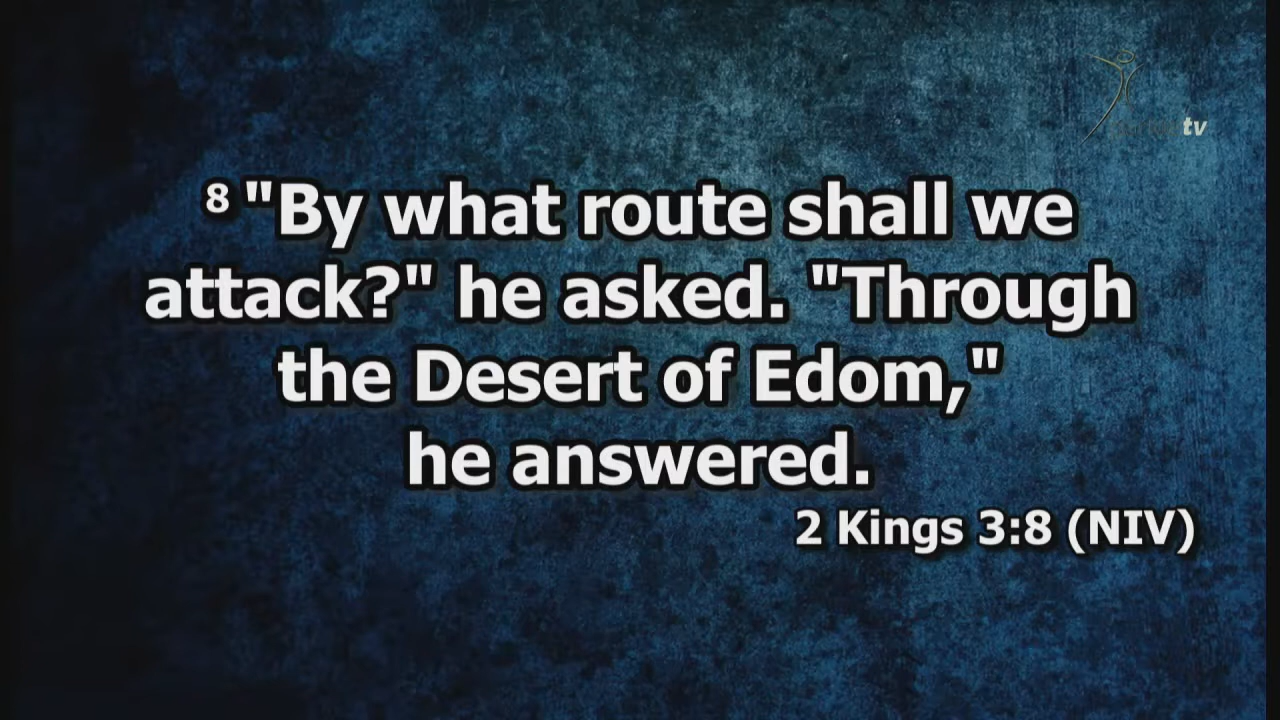 tv
8 "By what route shall we
attack?" he asked. "Through
the Desert of Edom,"
he answered.
2 Kings 3:8 (NIV)